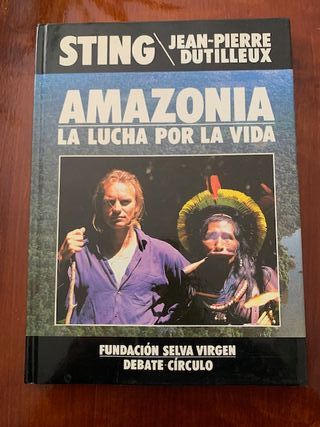 STING \ JEAN-PIERRE
DUTILLEUX
AMAZONIA
LA LUCHA POR LA VIDA
FUNDACIÓN SELVA VIRGEN
DEBATE-CÍRCULO